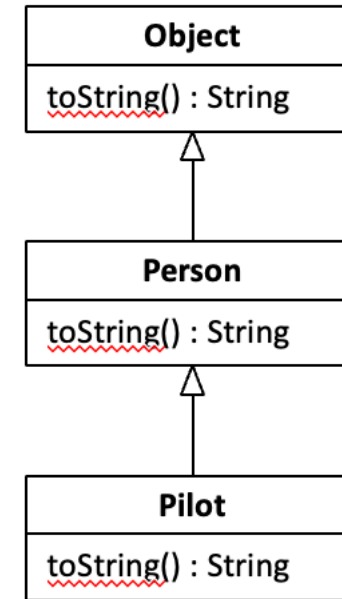 Object
toString() : String
Person
toString() : String
Pilot
toString() : String